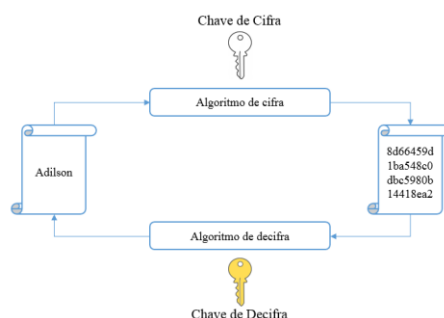 Chave de Cifra
Algoritmo de cifra
Adilson
8d66459d
1ba548c0
dbc5980b
14418ea2
Algoritmo de decifra
Chave de Decifra